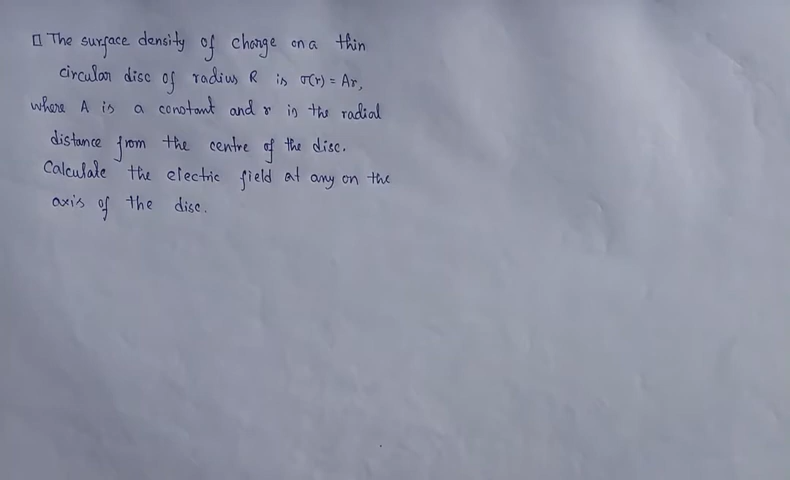 The surface density of charge on a thin
circular disc of radius R is σ(r) = Ar,
where A is a constant and r is the radial
distance from the centre of the disc.
Calculate the electric field at any on the
axis of the disc.